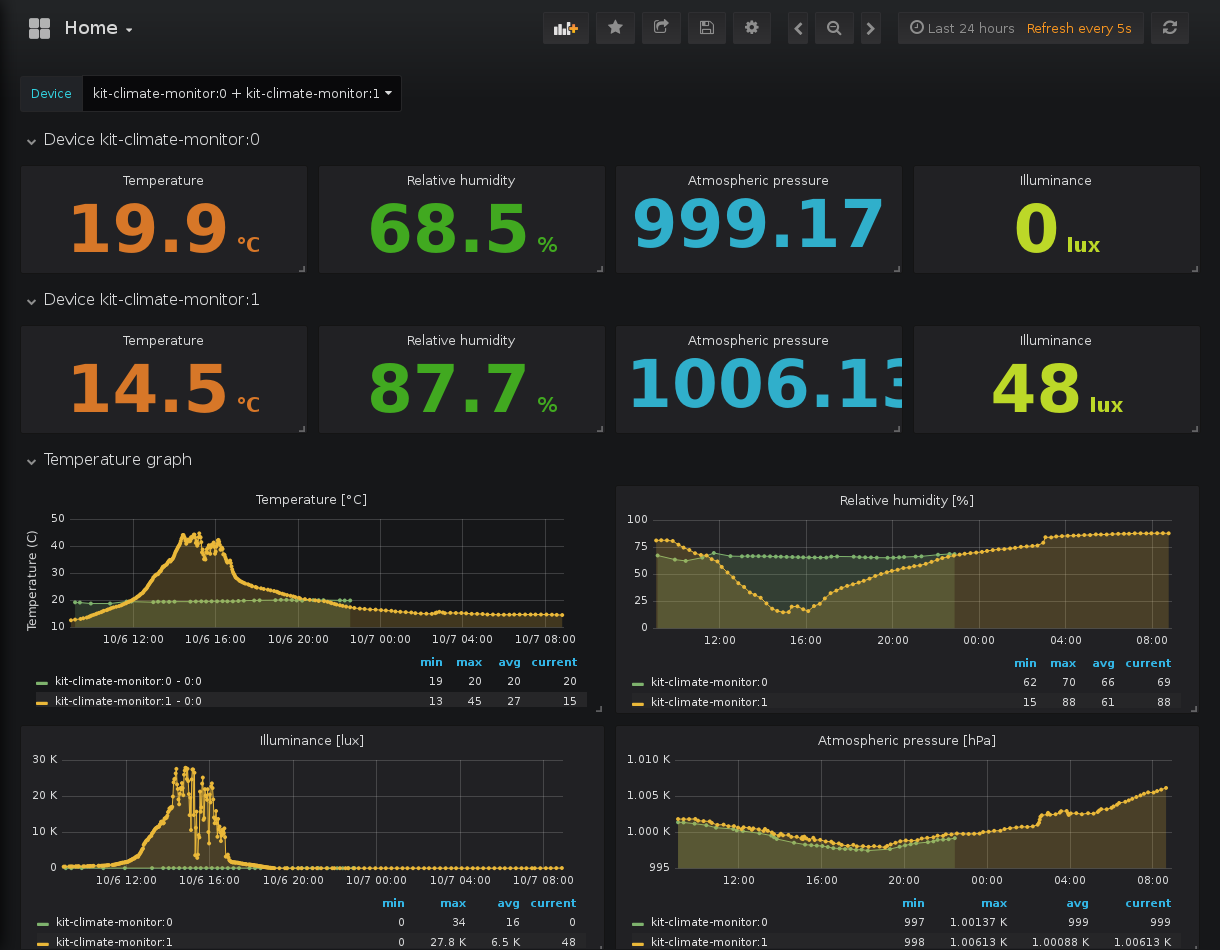 Home
Last 24 hours Refresh every 5s
Device kit-climate-monitor:0 + kit-climate-monitor:1
Device kit-climate-monitor:0
Temperature Relative humidity Atmospheric pressure Illuminance
19.9 °C 68.5 % 999.17 0 lux
Device kit-climate-monitor:1
Temperature Relative humidity Atmospheric pressure Illuminance
14.5 °C 87.7 % 1006.13 48 lux
Temperature graph
Temperature [°C]
Temperature (C)
50
40
30
20
10
10/6 12:00 10/6 16:00 10/6 20:00 10/7 00:00 10/7 04:00 10/7 08:00
min max avg current
kit-climate-monitor:0 - 0:0 19 20 20 20
kit-climate-monitor:1 - 0:0 13 45 27 15
Relative humidity [%]
100
75
50
25
0
12:00 16:00 20:00 00:00 04:00 08:00
min max avg current
kit-climate-monitor:0 62 70 66 69
kit-climate-monitor:1 15 88 61 88
Illuminance [lux]
30 K
20 K
10 K
0
10/6 12:00 10/6 16:00 10/6 20:00 10/7 00:00 10/7 04:00 10/7 08:00
min max avg current
kit-climate-monitor:0 0 34 16 0
kit-climate-monitor:1 0 27.8 K 6.5 K 48
Atmospheric pressure [hPa]
1.010 K
1.005 K
1.000 K
995
12:00 16:00 20:00 00:00 04:00 08:00
min max avg current
kit-climate-monitor:0 997 1.00137 K 999 999
kit-climate-monitor:1 998 1.00613 K 1.00088 K 1.00613 K